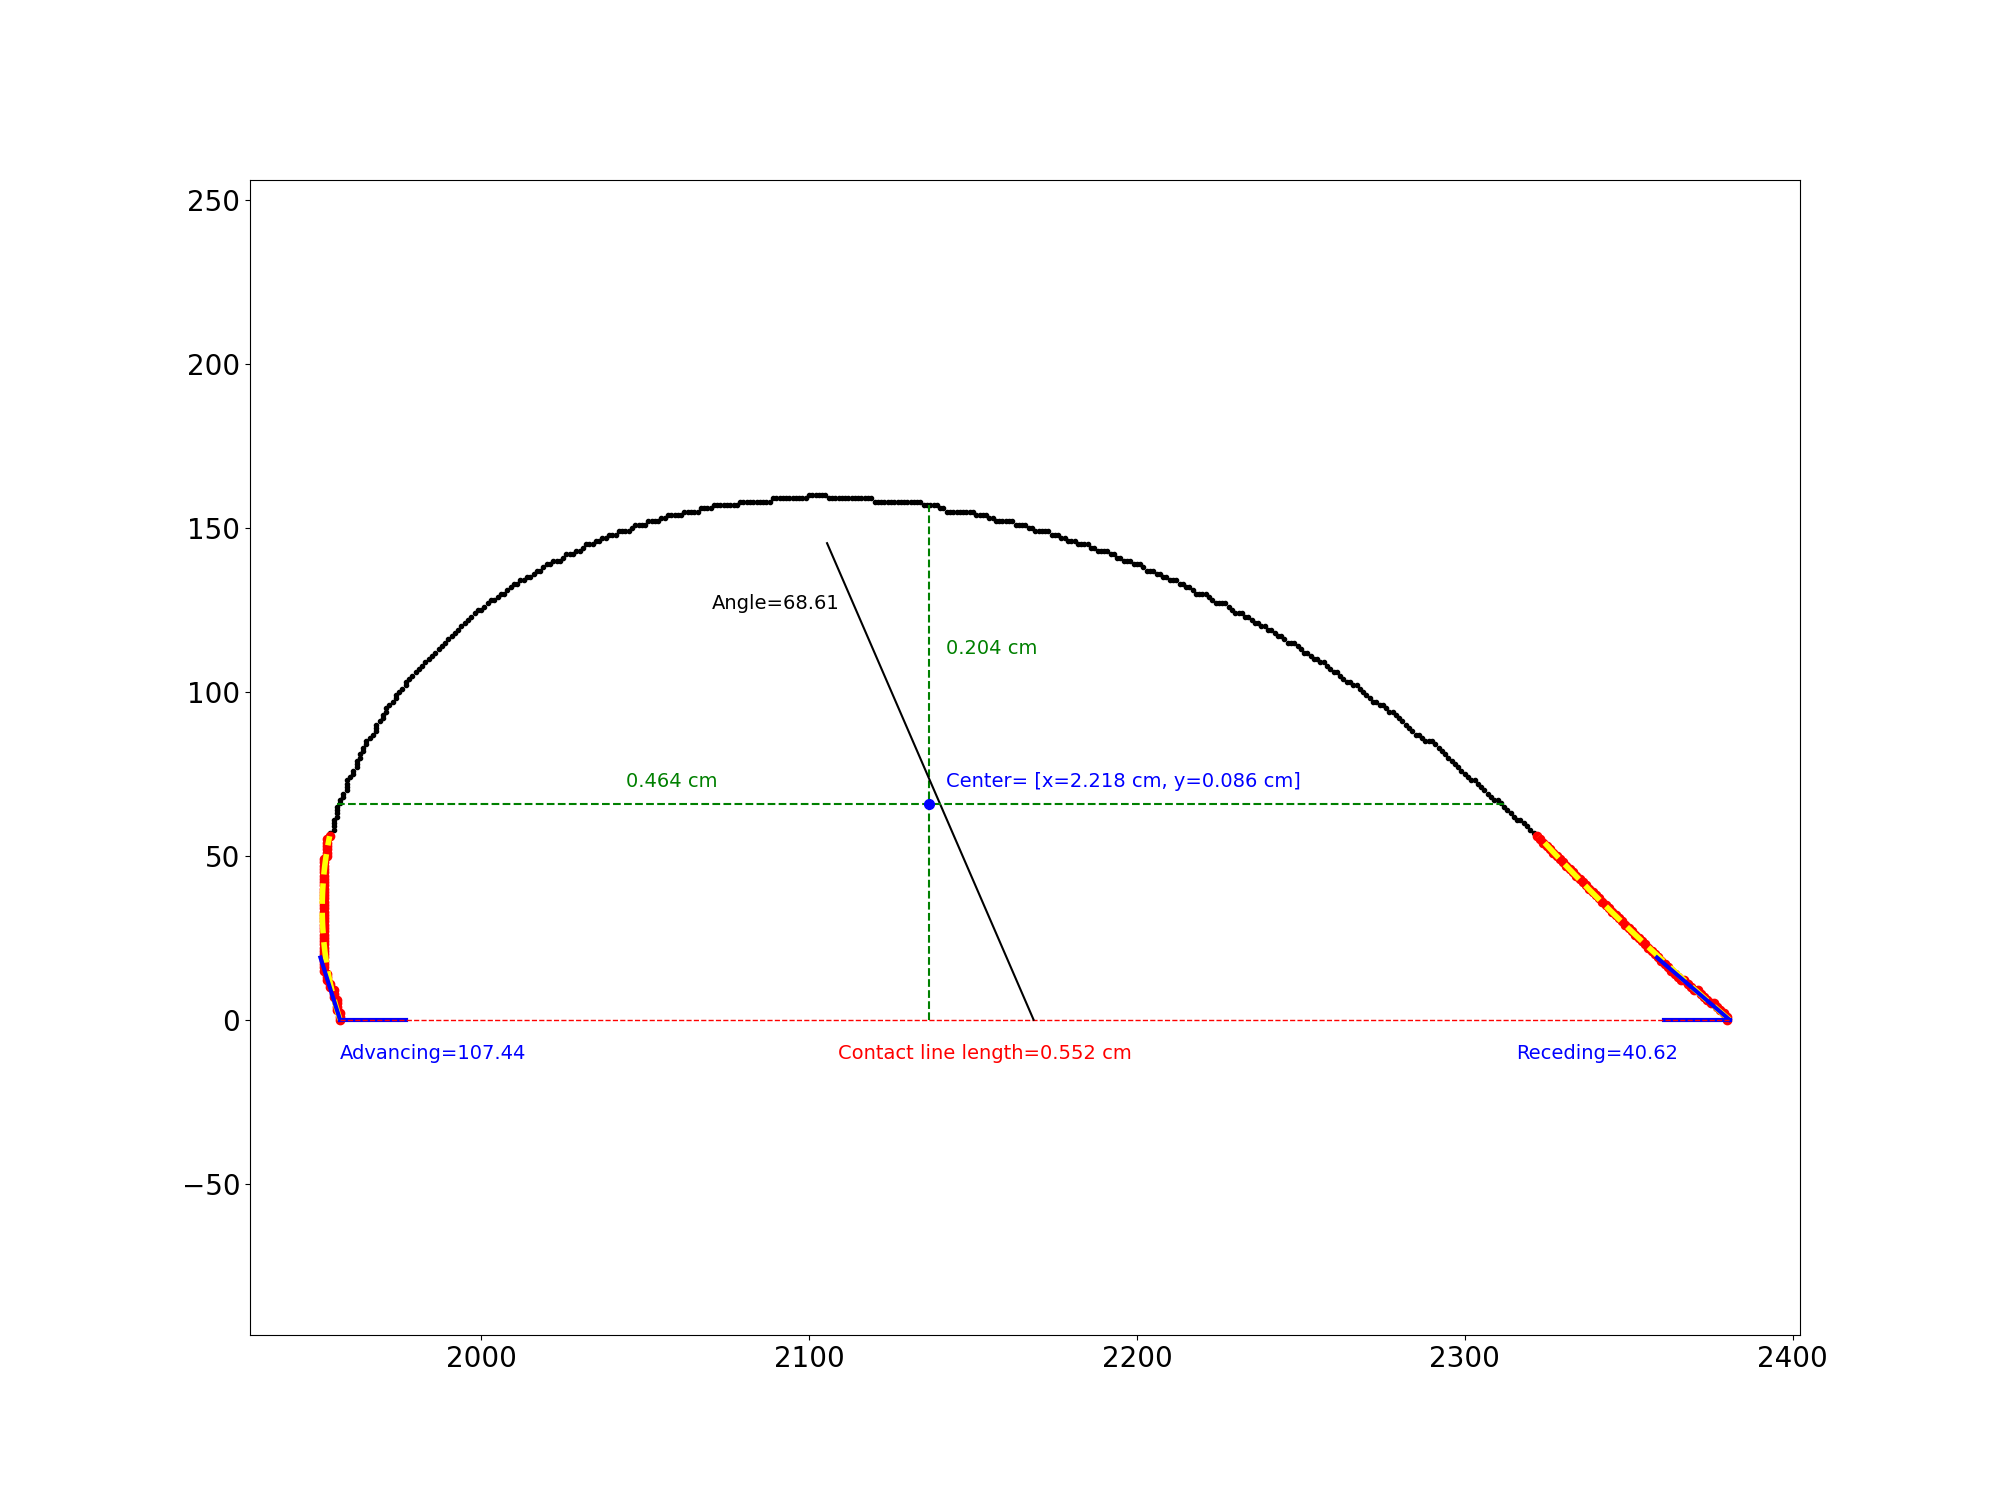 250
200
150
100
50
0
−50
Angle=68.61
0.204 cm
0.464 cm
Center= [x=2.218 cm, y=0.086 cm]
Advancing=107.44
Contact line length=0.552 cm
Receding=40.62
2000
2100
2200
2300
2400